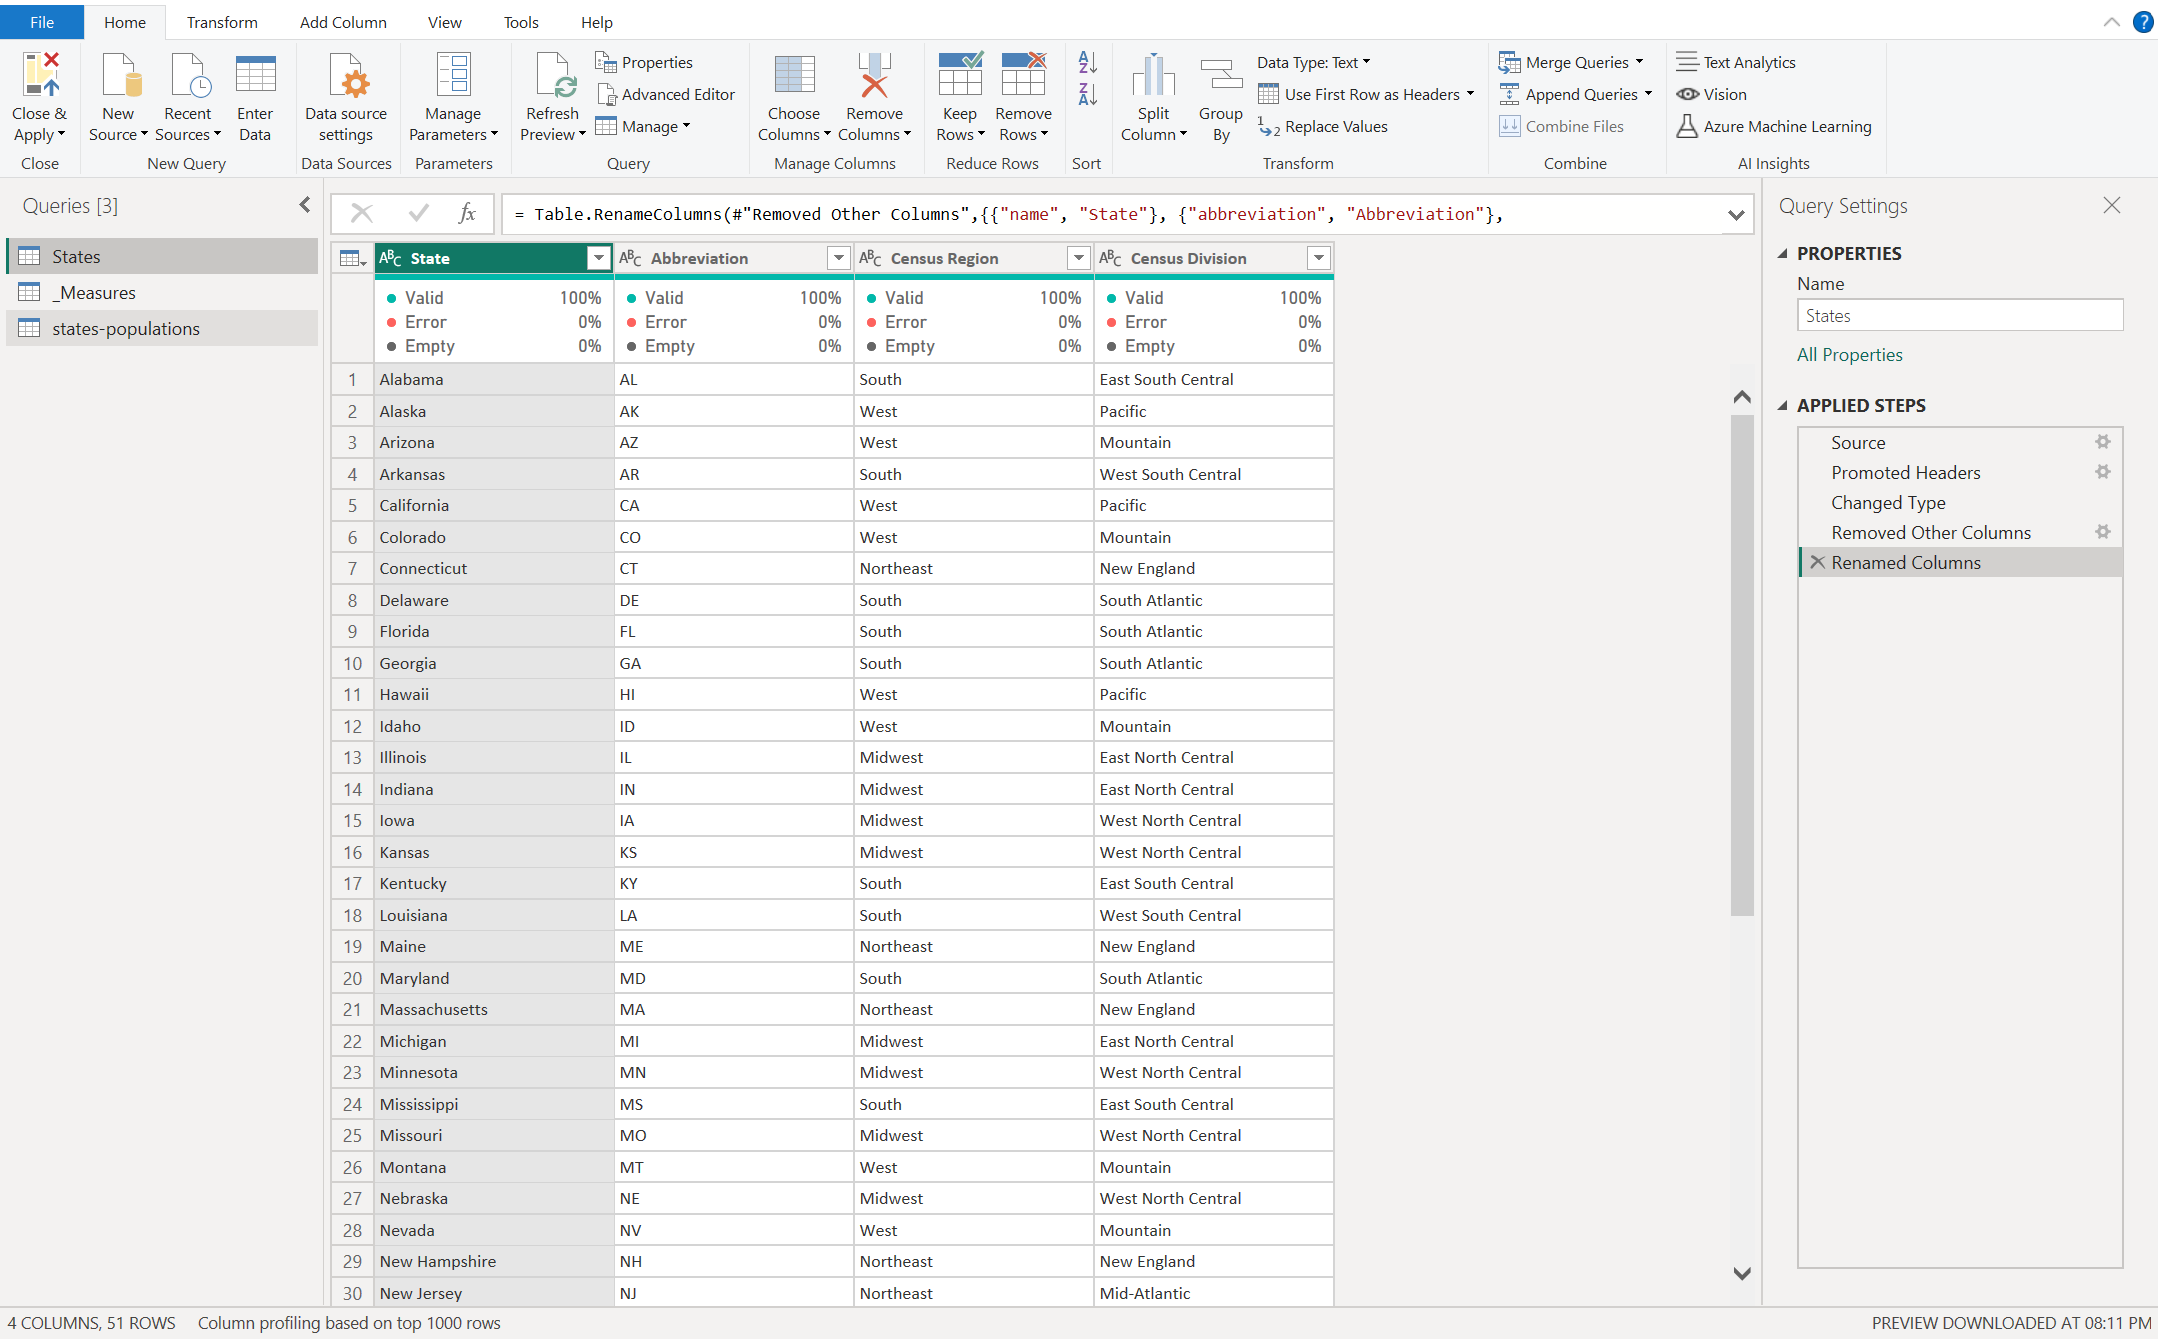 File Home Transform Add Column View Tools Help
Close & Apply
New Source
Recent Sources
Enter Data
Data source settings
Manage Parameters
Refresh Preview
Properties
Advanced Editor
Manage
Choose Columns
Remove Columns
Keep Rows
Remove Rows
A
Z
Z
A
Split Column
Group By
Data Type: Text
Use First Row as Headers
1 2 Replace Values
Merge Queries
Append Queries
Combine Files
Text Analytics
Vision
Azure Machine Learning
Close New Query Data Sources Parameters Query Manage Columns Reduce Rows Sort Transform Combine AI Insights
Queries [3]
States
_Measures
states-populations
fx = Table.RenameColumns(#"Removed Other Columns",{{"name", "State"}, {"abbreviation", "Abbreviation"},
ABC State ABC Abbreviation ABC Census Region ABC Census Division
Valid 100% Valid 100% Valid 100% Valid 100%
Error 0% Error 0% Error 0% Error 0%
Empty 0% Empty 0% Empty 0% Empty 0%
1 Alabama AL South East South Central
2 Alaska AK West Pacific
3 Arizona AZ West Mountain
4 Arkansas AR South West South Central
5 California CA West Pacific
6 Colorado CO West Mountain
7 Connecticut CT Northeast New England
8 Delaware DE South South Atlantic
9 Florida FL South South Atlantic
10 Georgia GA South South Atlantic
11 Hawaii HI West Pacific
12 Idaho ID West Mountain
13 Illinois IL Midwest East North Central
14 Indiana IN Midwest East North Central
15 Iowa IA Midwest West North Central
16 Kansas KS Midwest West North Central
17 Kentucky KY South East South Central
18 Louisiana LA South West South Central
19 Maine ME Northeast New England
20 Maryland MD South South Atlantic
21 Massachusetts MA Northeast New England
22 Michigan MI Midwest East North Central
23 Minnesota MN Midwest West North Central
24 Mississippi MS South East South Central
25 Missouri MO Midwest West North Central
26 Montana MT West Mountain
27 Nebraska NE Midwest West North Central
28 Nevada NV West Mountain
29 New Hampshire NH Northeast New England
30 New Jersey NJ Northeast Mid-Atlantic
Query Settings
PROPERTIES
Name
States
All Properties
APPLIED STEPS
Source
Promoted Headers
Changed Type
Removed Other Columns
Renamed Columns
4 COLUMNS, 51 ROWS Column profiling based on top 1000 rows PREVIEW DOWNLOADED AT 08:11 PM